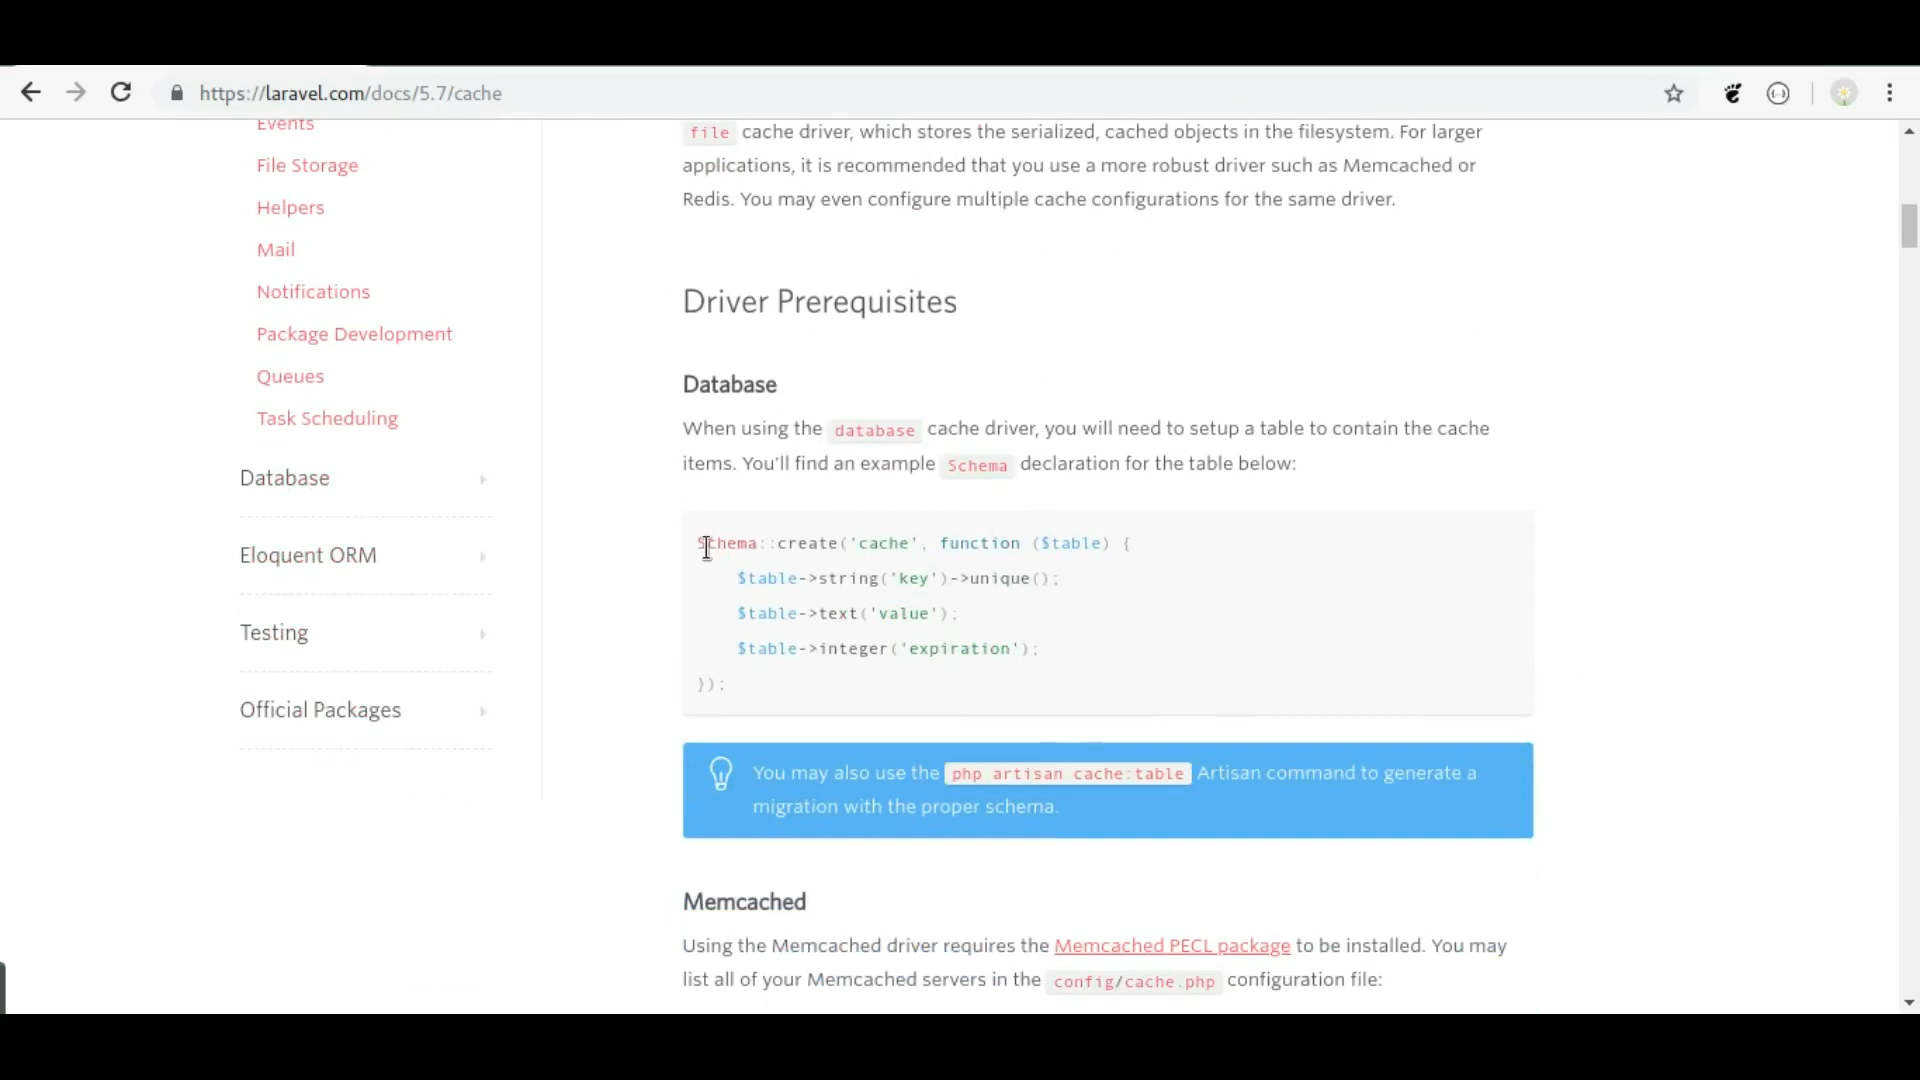 https://laravel.com/docs/5.7/cache
Events
File Storage
Helpers
Mail
Notifications
Package Development
Queues
Task Scheduling
Database
Eloquent ORM
Testing
Official Packages
file cache driver, which stores the serialized, cached objects in the filesystem. For larger
applications, it is recommended that you use a more robust driver such as Memcached or
Redis. You may even configure multiple cache configurations for the same driver.
Driver Prerequisites
Database
When using the database cache driver, you will need to setup a table to contain the cache
items. You'll find an example Schema declaration for the table below:
Schema::create('cache', function ($table) {
    $table->string('key')->unique();
    $table->text('value');
    $table->integer('expiration');
});
You may also use the php artisan cache:table Artisan command to generate a
migration with the proper schema.
Memcached
Using the Memcached driver requires the Memcached PECL package to be installed. You may
list all of your Memcached servers in the config/cache.php configuration file: